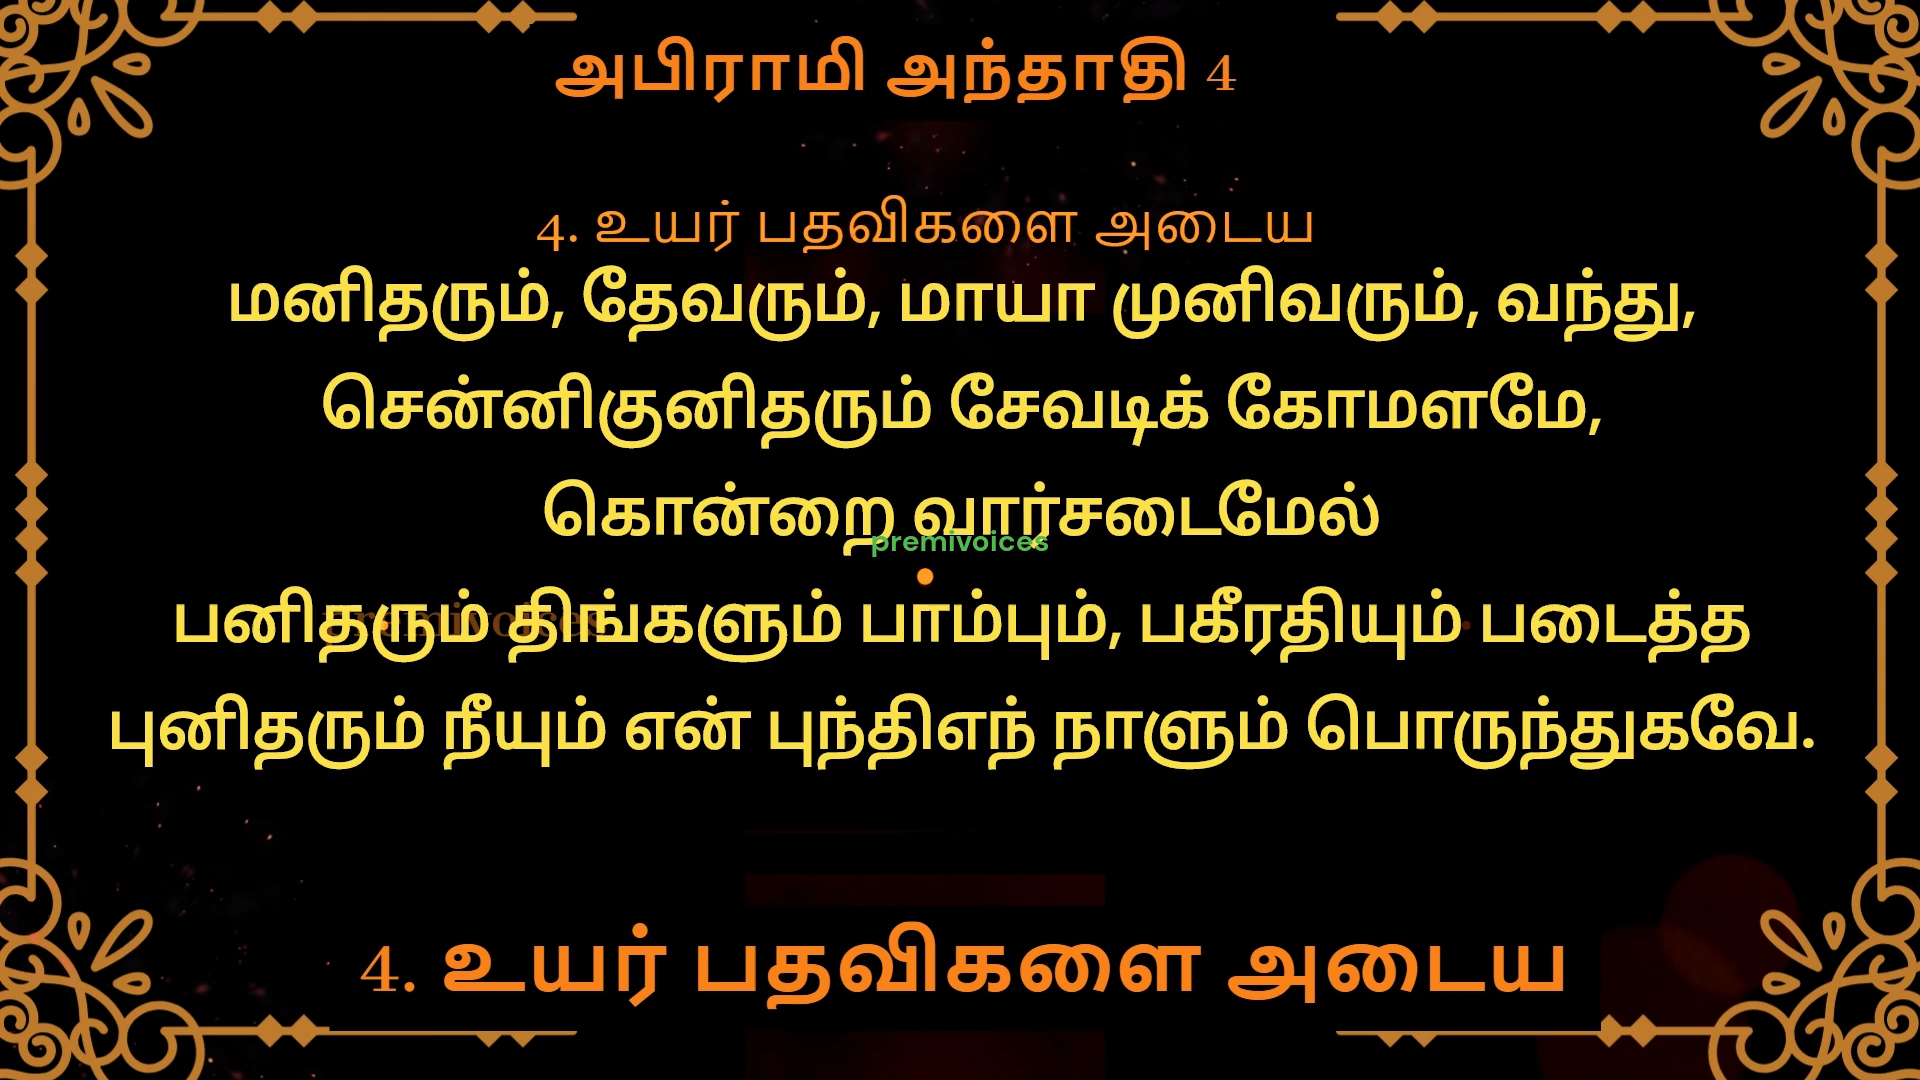 அபிராமி அந்தாதி 4
4. உயர் பதவிகளை அடைய
மனிதரும், தேவரும், மாயா முனிவரும், வந்து,
சென்னிகுனிதரும் சேவடிக் கோமளமே,
கொன்றை வார்சடைமேல்
premivoices
பனிதரும் திங்களும் பாம்பும், பகீரதியும் படைத்த
premivoices
புனிதரும் நீயும் என் புந்திஎந் நாளும் பொருந்துகவே.
4. உயர் பதவிகளை அடைய